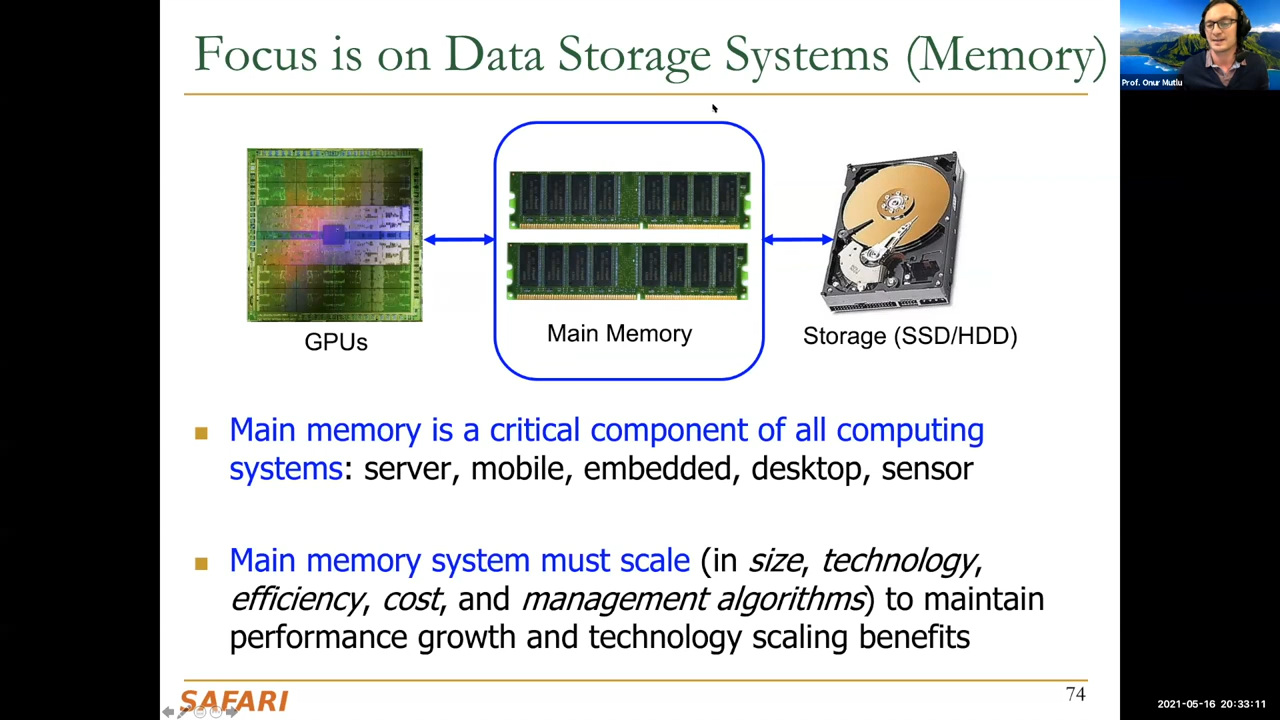 Focus is on Data Storage Systems (Memory)
Prof. Onur Mutlu
GPUs
Main Memory
Storage (SSD/HDD)
Main memory is a critical component of all computing
systems: server, mobile, embedded, desktop, sensor
Main memory system must scale (in size, technology,
efficiency, cost, and management algorithms) to maintain
performance growth and technology scaling benefits
SAFARI
74
2021-05-16 20:33:11